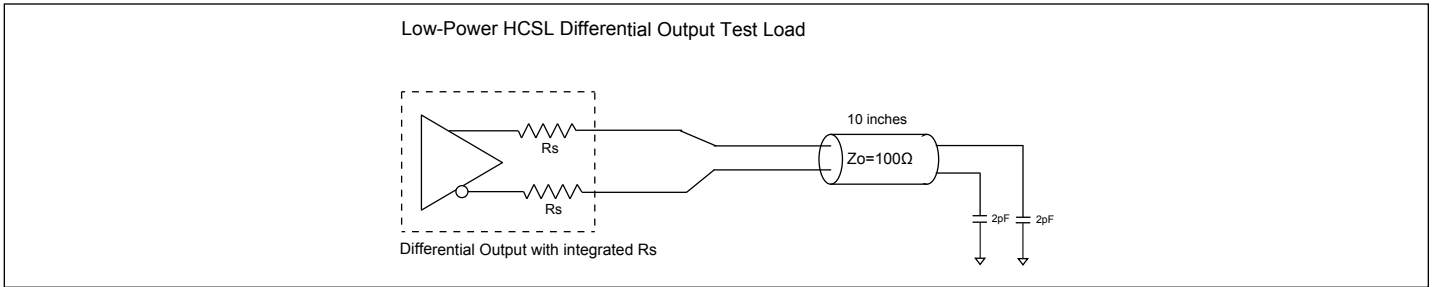 Low-Power HCSL Differential Output Test Load
10 inches
Rs
Zo=100Ω
Rs
2pF
2pF
Differential Output with integrated Rs